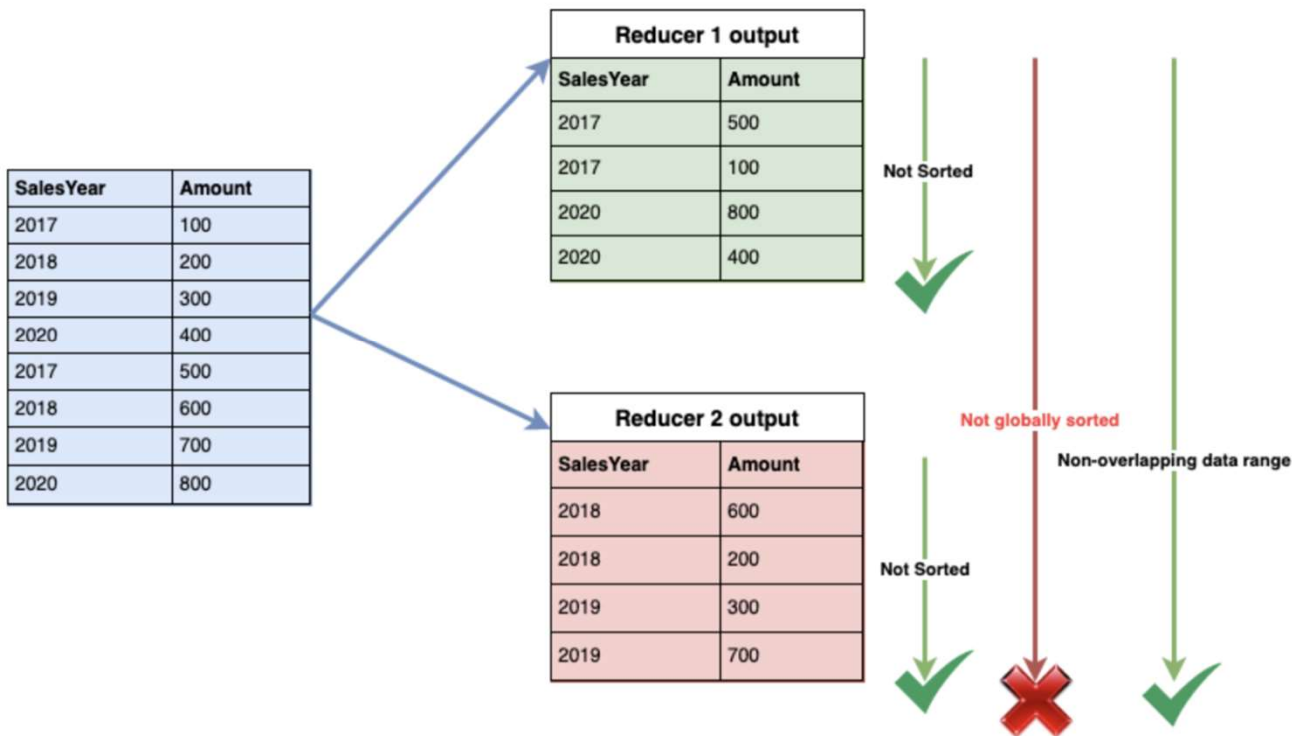 SalesYear Amount
2017 100
2018 200
2019 300
2020 400
2017 500
2018 600
2019 700
2020 800
Reducer 1 output
SalesYear Amount
2017 500
2017 100
2020 800
2020 400
Not Sorted
Reducer 2 output
SalesYear Amount
2018 600
2018 200
2019 300
2019 700
Not Sorted
Not globally sorted
Non-overlapping data range